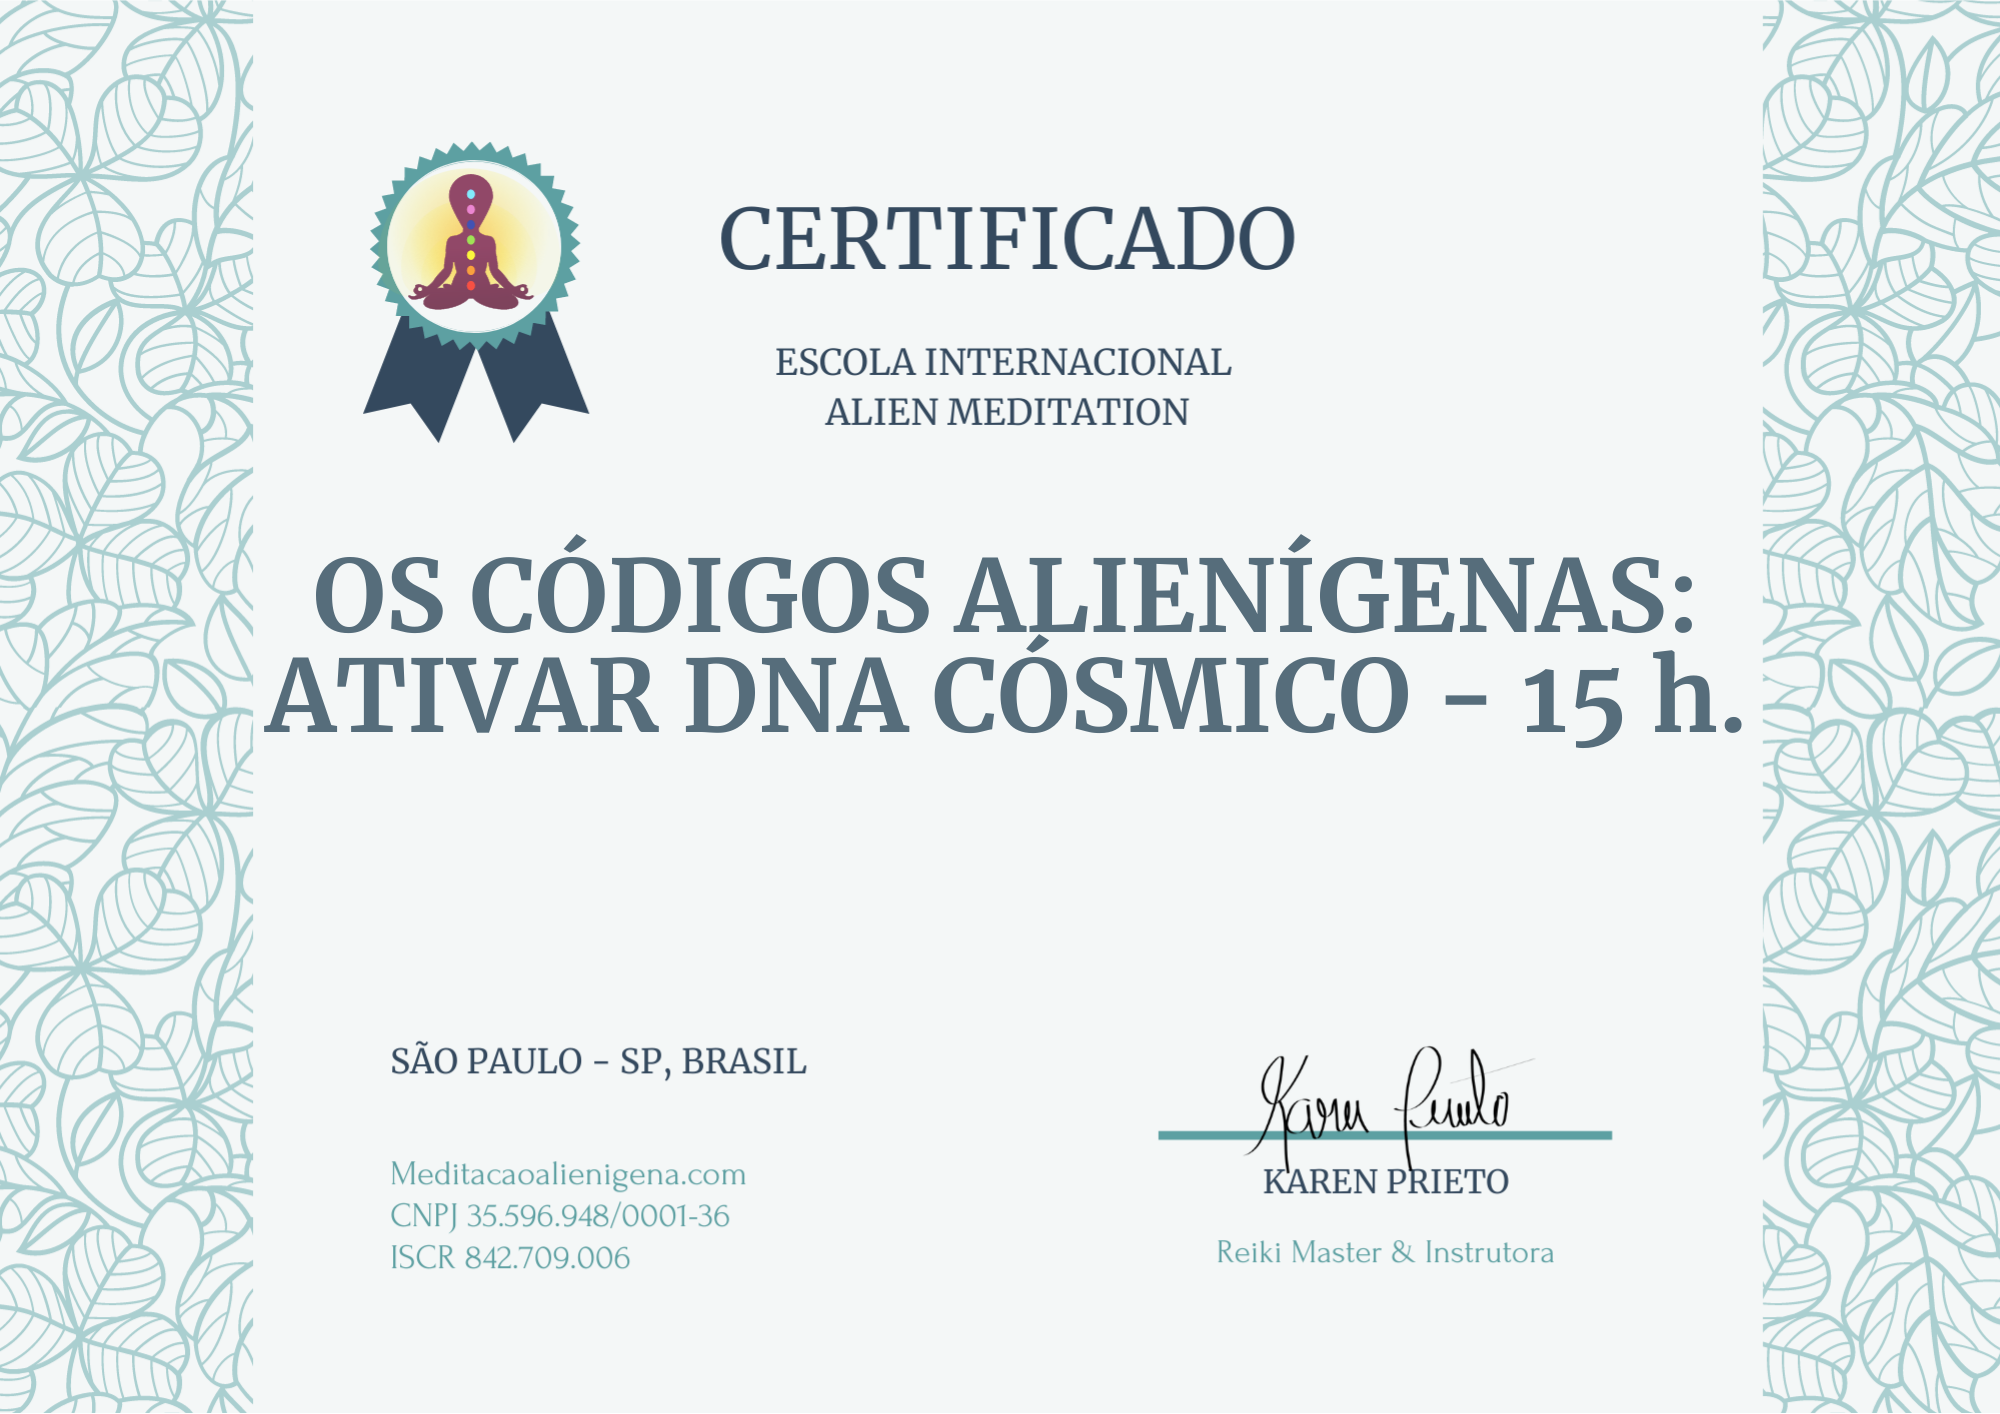 CERTIFICADO
ESCOLA INTERNACIONAL
ALIEN MEDITATION
OS CÓDIGOS ALIENÍGENAS:
ATIVAR DNA CÓSMICO - 15 h.
SÃO PAULO - SP, BRASIL
Meditacaoalienigena.com
CNPJ 35.596.948/0001-36
ISCR 842.709.006
Karen Prieto
KAREN PRIETO
Reiki Master & Instrutora